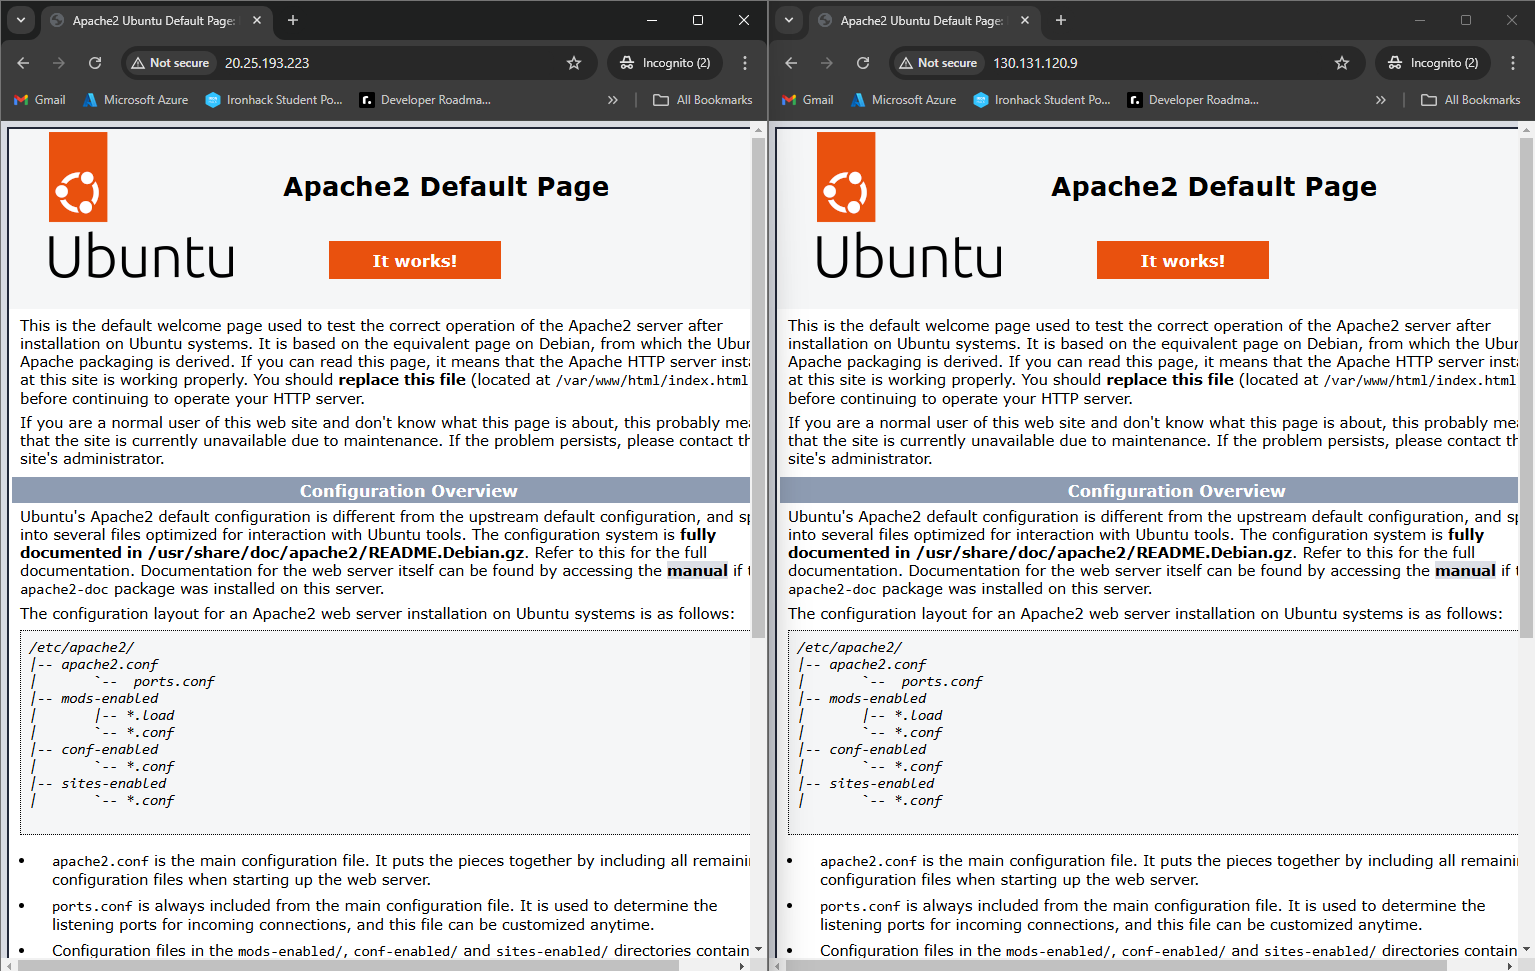 Apache2 Ubuntu Default Page:
Not secure
20.25.193.223
Incognito (2)
Gmail
Microsoft Azure
Ironhack Student Po...
Developer Roadma...
All Bookmarks
Apache2 Default Page
Ubuntu
It works!
This is the default welcome page used to test the correct operation of the Apache2 server after
installation on Ubuntu systems. It is based on the equivalent page on Debian, from which the
Apache packaging is derived. If you can read this page, it means that the Apache HTTP server
at this site is working properly. You should replace this file (located at /var/www/html/index.html
before continuing to operate your HTTP server.
If you are a normal user of this web site and don't know what this page is about, this probably
that the site is currently unavailable due to maintenance. If the problem persists, please contact
site's administrator.
Configuration Overview
Ubuntu's Apache2 default configuration is different from the upstream default configuration, and
into several files optimized for interaction with Ubuntu tools. The configuration system is fully
documented in /usr/share/doc/apache2/README.Debian.gz. Refer to this for the full
documentation. Documentation for the web server itself can be found by accessing the manual if
apache2-doc package was installed on this server.
The configuration layout for an Apache2 web server installation on Ubuntu systems is as follows:
/etc/apache2/
|-- apache2.conf
|       `--  ports.conf
|-- mods-enabled
|       |-- *.load
|       `-- *.conf
|-- conf-enabled
|       `-- *.conf
|-- sites-enabled
|       `-- *.conf
• apache2.conf is the main configuration file. It puts the pieces together by including all
configuration files when starting up the web server.
• ports.conf is always included from the main configuration file. It is used to determine the
listening ports for incoming connections, and this file can be customized anytime.
• Configuration files in the mods-enabled/, conf-enabled/ and sites-enabled/ directories contain
Apache2 Ubuntu Default Page:
Not secure
130.131.120.9
Incognito (2)
Gmail
Microsoft Azure
Ironhack Student Po...
Developer Roadma...
All Bookmarks
Apache2 Default Page
Ubuntu
It works!
This is the default welcome page used to test the correct operation of the Apache2 server after
installation on Ubuntu systems. It is based on the equivalent page on Debian, from which the
Apache packaging is derived. If you can read this page, it means that the Apache HTTP server
at this site is working properly. You should replace this file (located at /var/www/html/index.html
before continuing to operate your HTTP server.
If you are a normal user of this web site and don't know what this page is about, this probably
that the site is currently unavailable due to maintenance. If the problem persists, please contact
site's administrator.
Configuration Overview
Ubuntu's Apache2 default configuration is different from the upstream default configuration, and
into several files optimized for interaction with Ubuntu tools. The configuration system is fully
documented in /usr/share/doc/apache2/README.Debian.gz. Refer to this for the full
documentation. Documentation for the web server itself can be found by accessing the manual if
apache2-doc package was installed on this server.
The configuration layout for an Apache2 web server installation on Ubuntu systems is as follows:
/etc/apache2/
|-- apache2.conf
|       `--  ports.conf
|-- mods-enabled
|       |-- *.load
|       `-- *.conf
|-- conf-enabled
|       `-- *.conf
|-- sites-enabled
|       `-- *.conf
• apache2.conf is the main configuration file. It puts the pieces together by including all
configuration files when starting up the web server.
• ports.conf is always included from the main configuration file. It is used to determine the
listening ports for incoming connections, and this file can be customized anytime.
• Configuration files in the mods-enabled/, conf-enabled/ and sites-enabled/ directories contain